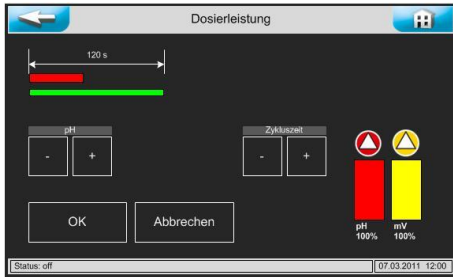 Dosierleistung
120 s
pH
Zykluszeit
- +
- +
OK
Abbrechen
pH
100%
mV
100%
Status: off
07.03.2011 12:00